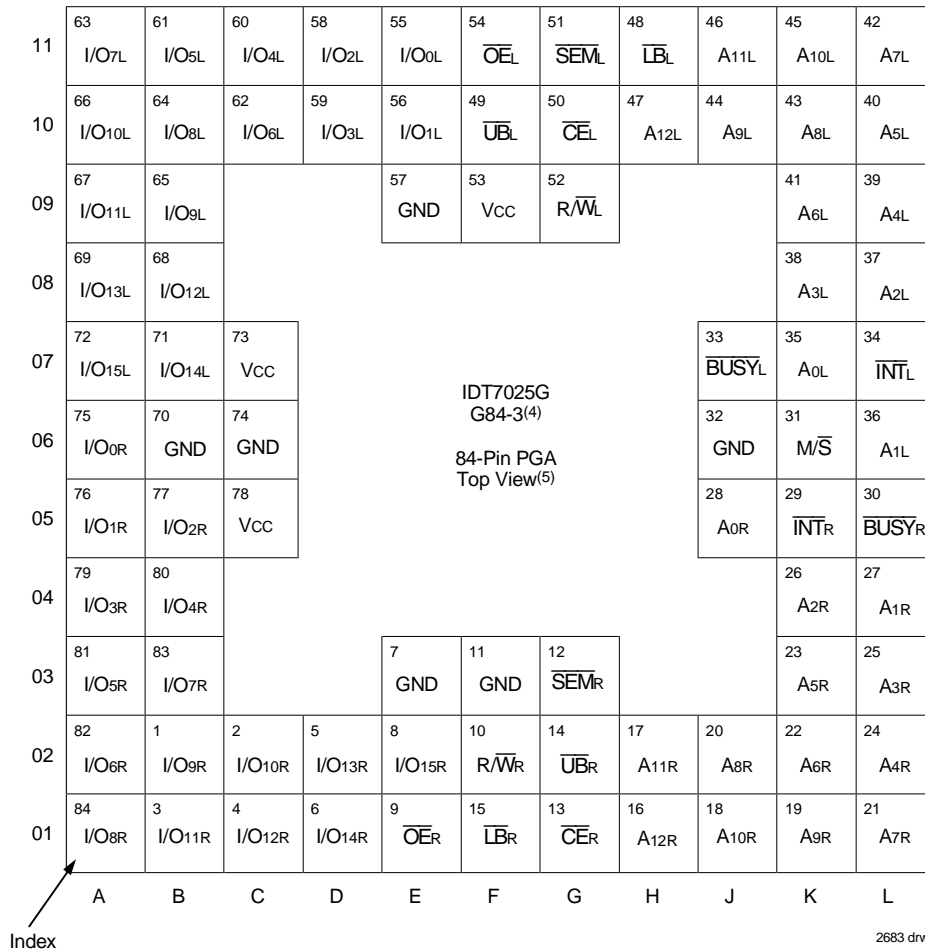 63 61 60 58 55 54 51 48 46 45 42
11 I/O7L I/O5L I/O4L I/O2L I/O0L OEL SEML LBL A11L A10L A7L
66 64 62 59 56 49 50 47 44 43 40
10 I/O10L I/O8L I/O6L I/O3L I/O1L UBL CEL A12L A9L A8L A5L
67 65 57 53 52 41 39
09 I/O11L I/O9L GND VCC R/WL A6L A4L
69 68 38 37
08 I/O13L I/O12L A3L A2L
72 71 73 33 35 34
07 I/O15L I/O14L VCC BUSYL A0L INTL
IDT7025G
G84-3(4)
75 70 74 32 31 36
06 I/O0R GND GND GND M/S A1L
84-Pin PGA
Top View(5)
76 77 78 28 29 30
05 I/O1R I/O2R VCC A0R INTR BUSYR
79 80 26 27
04 I/O3R I/O4R A2R A1R
81 83 7 11 12 23 25
03 I/O5R I/O7R GND GND SEMR A5R A3R
82 1 2 5 8 10 14 17 20 22 24
02 I/O6R I/O9R I/O10R I/O13R I/O15R R/WR UBR A11R A8R A6R A4R
84 3 4 6 9 15 13 16 18 19 21
01 I/O8R I/O11R I/O12R I/O14R OER LBR CER A12R A10R A9R A7R
A B C D E F G H J K L
Index
2683 drw